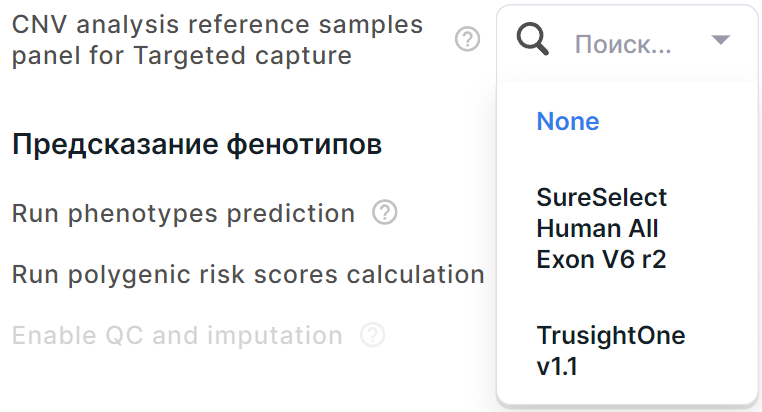 CNV analysis reference samples
panel for Targeted capture
Поиск...
None
SureSelect
Human All
Exon V6 r2
TrusightOne
v1.1
Предсказание фенотипов
Run phenotypes prediction
Run polygenic risk scores calculation
Enable QC and imputation